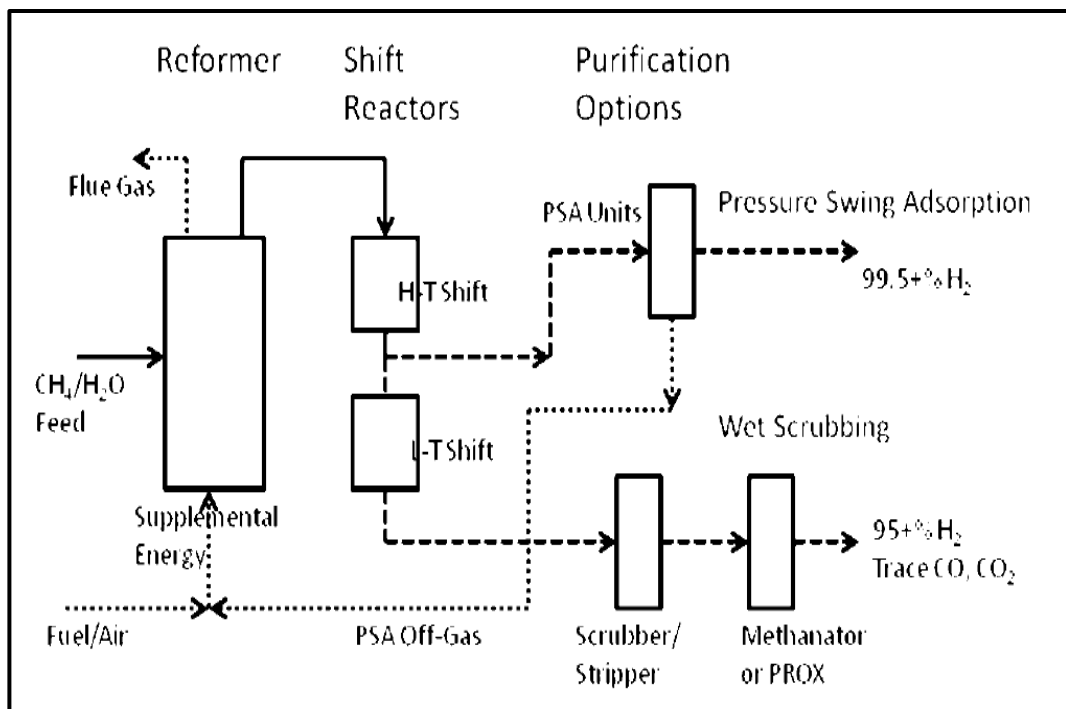 Reformer
Shift
Reactors
Purification
Options
Flue Gas
PSA Units
Pressure Swing Adsorption
H-T Shift
99.5+% H₂
CH₄/H₂O
Feed
L-T Shift
Wet Scrubbing
Supplemental
Energy
95+% H₂
Trace CO, CO₂
Fuel/Air
PSA Off-Gas
Scrubber/
Stripper
Methanator
or PROX